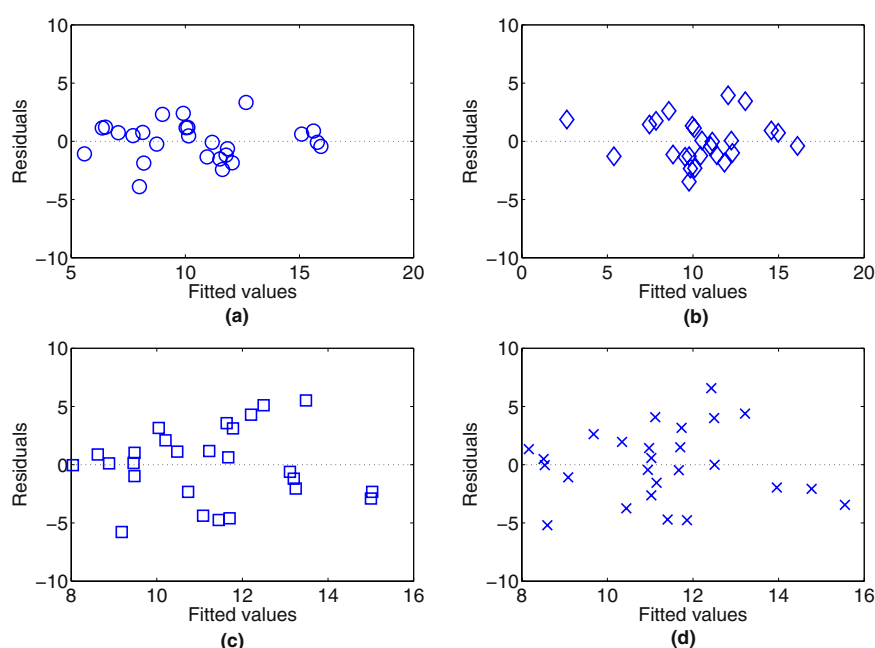 10
5
0
−5
−10
Residuals
5 10 15 20
Fitted values
(a)
10
5
0
−5
−10
Residuals
0 5 10 15 20
Fitted values
(b)
10
5
0
−5
−10
Residuals
8 10 12 14 16
Fitted values
(c)
10
5
0
−5
−10
Residuals
8 10 12 14 16
Fitted values
(d)